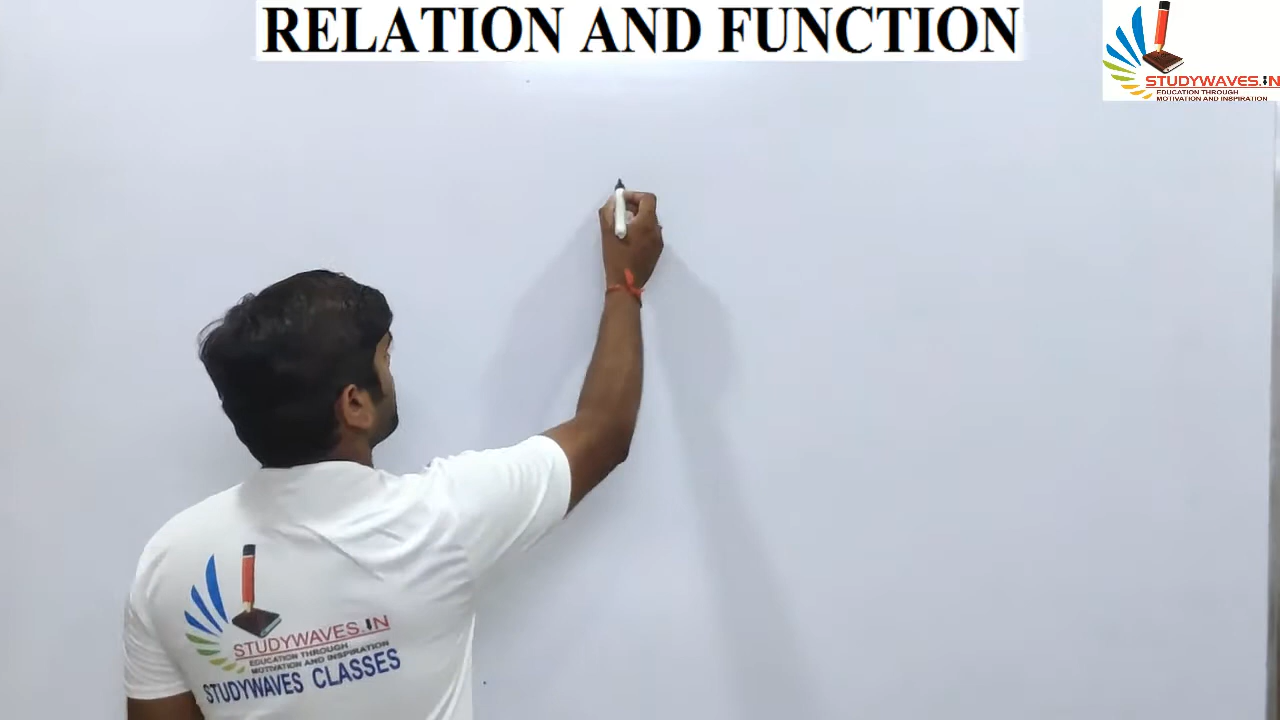 RELATION AND FUNCTION
STUDYWAVES.IN
EDUCATION THROUGH
MOTIVATION AND INSPIRATION
STUDYWAVES.IN
EDUCATION THROUGH
MOTIVATION AND INSPIRATION
STUDYWAVES CLASSES